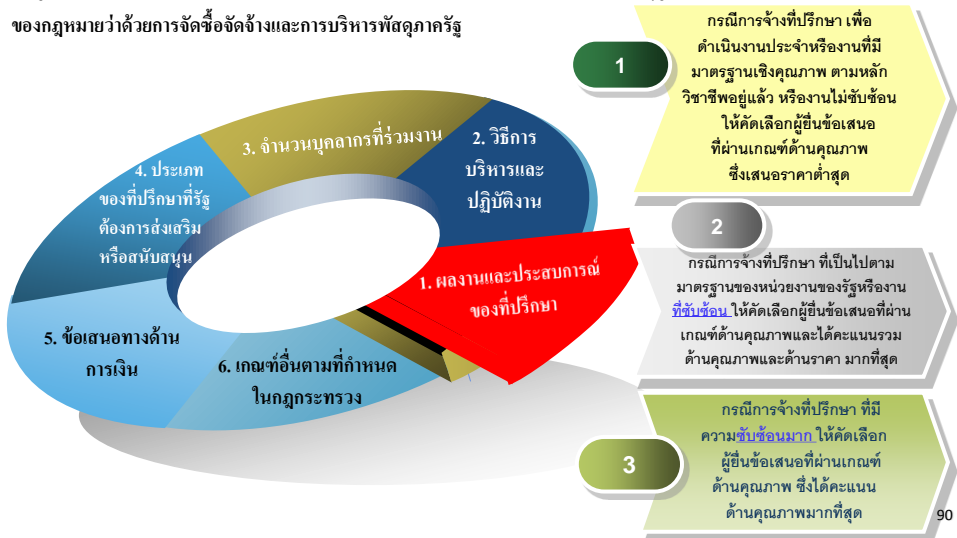 ของกฎหมายว่าด้วยการจัดซื้อจัดจ้างและการบริหารพัสดุภาครัฐ
1. ผลงานและประสบการณ์
ของที่ปรึกษา
2. วิธีการ
บริหารและ
ปฏิบัติงาน
3. จำนวนบุคลากรที่ร่วมงาน
4. ประเภท
ของที่ปรึกษาที่รัฐ
ต้องการส่งเสริม
หรือสนับสนุน
5. ข้อเสนอทางด้าน
การเงิน
6. เกณฑ์อื่นตามที่กำหนด
ในกฎกระทรวง
1
กรณีการจ้างที่ปรึกษา เพื่อ
ดำเนินงานประจำหรืองานที่มี
มาตรฐานเชิงคุณภาพ ตามหลัก
วิชาชีพอยู่แล้ว หรืองานไม่ซับซ้อน
ให้คัดเลือกผู้ยื่นข้อเสนอ
ที่ผ่านเกณฑ์ด้านคุณภาพ
ซึ่งเสนอราคาต่ำสุด
2
กรณีการจ้างที่ปรึกษา ที่เป็นไปตาม
มาตรฐานของหน่วยงานของรัฐหรืองาน
ที่ซับซ้อน ให้คัดเลือกผู้ยื่นข้อเสนอที่ผ่าน
เกณฑ์ด้านคุณภาพและได้คะแนนรวม
ด้านคุณภาพและด้านราคา มากที่สุด
3
กรณีการจ้างที่ปรึกษา ที่มี
ความซับซ้อนมาก ให้คัดเลือก
ผู้ยื่นข้อเสนอที่ผ่านเกณฑ์
ด้านคุณภาพ ซึ่งได้คะแนน
ด้านคุณภาพมากที่สุด
90